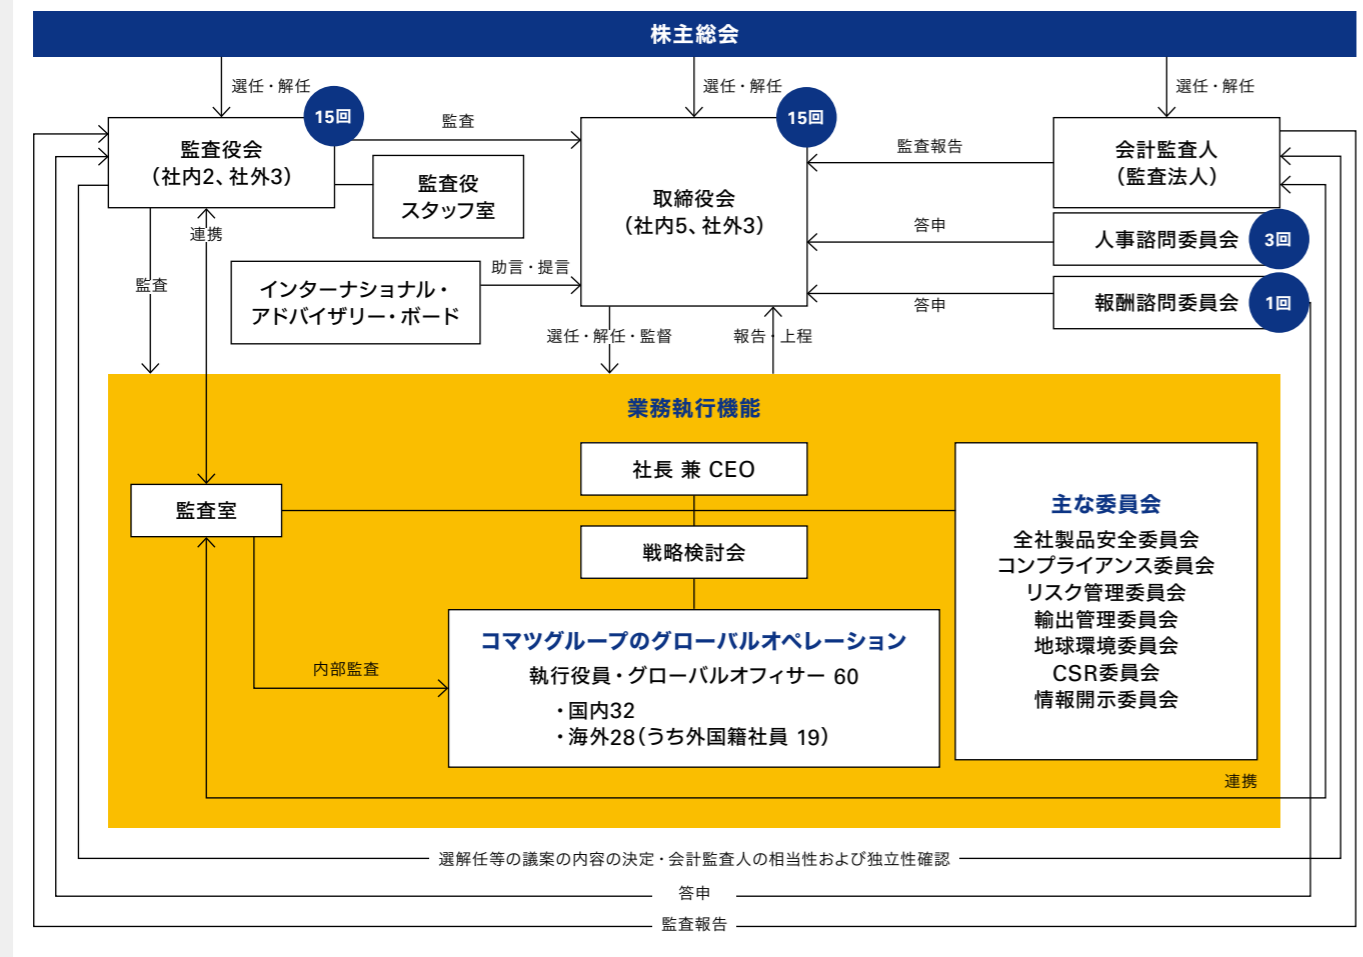 株主総会
選任・解任
選任・解任
選任・解任
15回
15回
監査役会
(社内2、社外3)
監査
監査役
スタッフ室
取締役会
(社内5、社外3)
監査報告
会計監査人
(監査法人)
答申
人事諮問委員会
3回
答申
報酬諮問委員会
1回
連携
監査
インターナショナル・
アドバイザリー・ボード
助言・提言
選任・解任・監督
報告・上程
業務執行機能
社長 兼 CEO
監査室
戦略検討会
主な委員会
全社製品安全委員会
コンプライアンス委員会
リスク管理委員会
輸出管理委員会
地球環境委員会
CSR委員会
情報開示委員会
内部監査
コマツグループのグローバルオペレーション
執行役員・グローバルオフィサー 60
・国内32
・海外28(うち外国籍社員 19)
連携
選解任等の議案の内容の決定・会計監査人の相当性および独立性確認
答申
監査報告